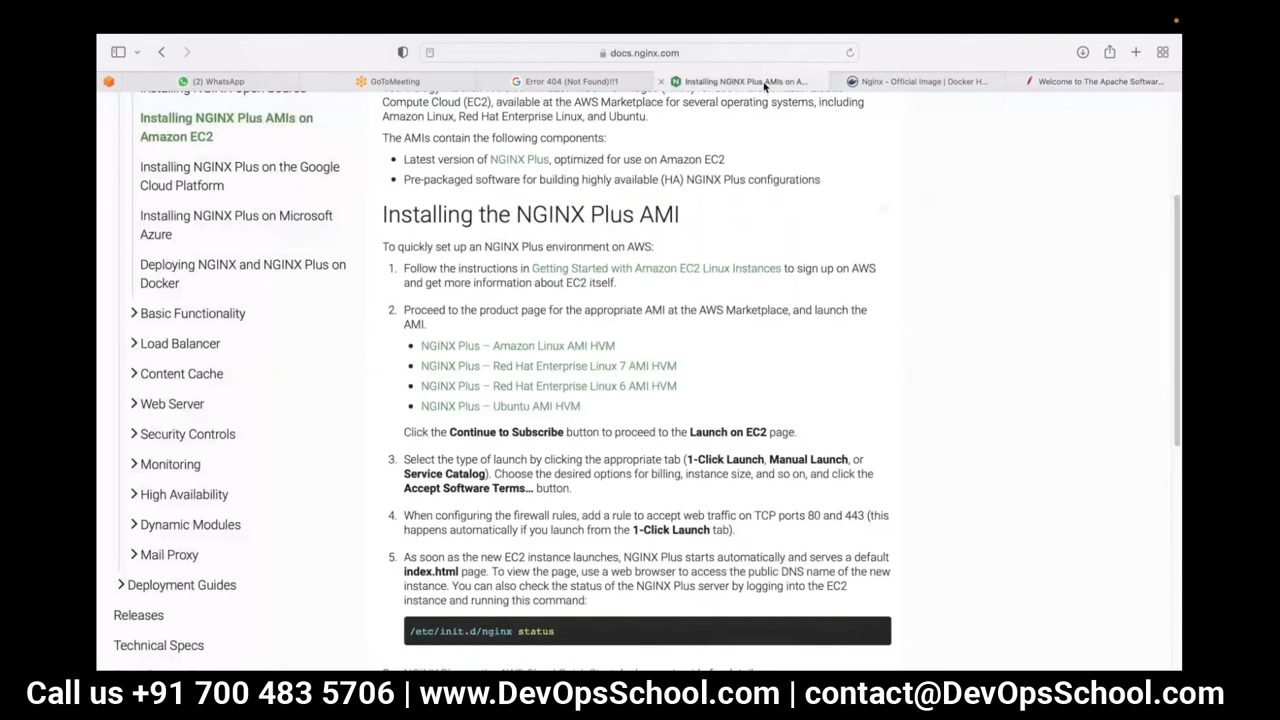 docs.nginx.com
(2) WhatsApp
GoToMeeting
Error 404 (Not Found)!!1
Installing NGINX Plus AMIs on A...
Nginx - Official Image | Docker H...
Welcome to The Apache Softwar...
Installing NGINX Open Source
Installing NGINX Plus AMIs on
Amazon EC2
Installing NGINX Plus on the Google
Cloud Platform
Installing NGINX Plus on Microsoft
Azure
Deploying NGINX and NGINX Plus on
Docker
Basic Functionality
Load Balancer
Content Cache
Web Server
Security Controls
Monitoring
High Availability
Dynamic Modules
Mail Proxy
Deployment Guides
Releases
Technical Specs
Compute Cloud (EC2), available at the AWS Marketplace for several operating systems, including
Amazon Linux, Red Hat Enterprise Linux, and Ubuntu.
The AMIs contain the following components:
• Latest version of NGINX Plus, optimized for use on Amazon EC2
• Pre-packaged software for building highly available (HA) NGINX Plus configurations
Installing the NGINX Plus AMI
To quickly set up an NGINX Plus environment on AWS:
1. Follow the instructions in Getting Started with Amazon EC2 Linux Instances to sign up on AWS
and get more information about EC2 itself.
2. Proceed to the product page for the appropriate AMI at the AWS Marketplace, and launch the
AMI.
• NGINX Plus – Amazon Linux AMI HVM
• NGINX Plus – Red Hat Enterprise Linux 7 AMI HVM
• NGINX Plus – Red Hat Enterprise Linux 6 AMI HVM
• NGINX Plus – Ubuntu AMI HVM
Click the Continue to Subscribe button to proceed to the Launch on EC2 page.
3. Select the type of launch by clicking the appropriate tab (1-Click Launch, Manual Launch, or
Service Catalog). Choose the desired options for billing, instance size, and so on, and click the
Accept Software Terms… button.
4. When configuring the firewall rules, add a rule to accept web traffic on TCP ports 80 and 443 (this
happens automatically if you launch from the 1-Click Launch tab).
5. As soon as the new EC2 instance launches, NGINX Plus starts automatically and serves a default
index.html page. To view the page, use a web browser to access the public DNS name of the new
instance. You can also check the status of the NGINX Plus server by logging into the EC2
instance and running this command:
/etc/init.d/nginx status
Call us +91 700 483 5706 | www.DevOpsSchool.com | contact@DevOpsSchool.com